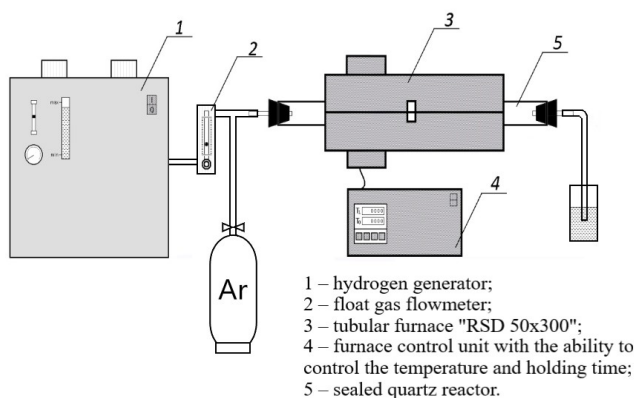 1
2
3
5
4
Ar
1 – hydrogen generator;
2 – float gas flowmeter;
3 – tubular furnace "RSD 50x300";
4 – furnace control unit with the ability to
control the temperature and holding time;
5 – sealed quartz reactor.